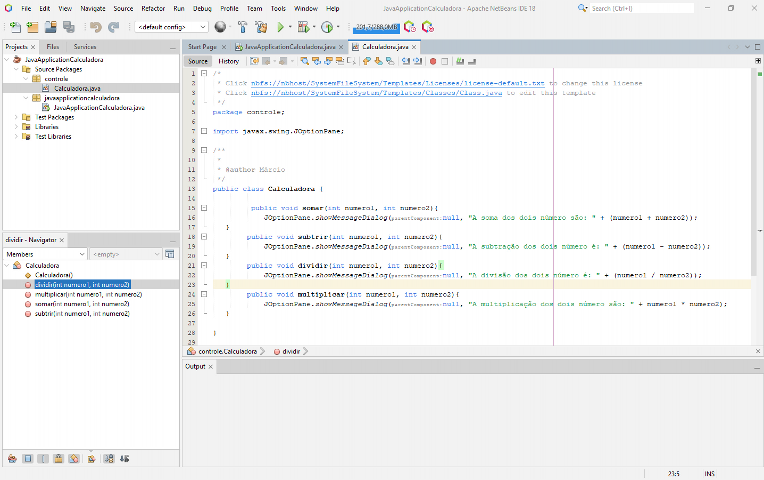 File Edit View Navigate Source Refactor Run Debug Profile Team Tools Window Help JavaApplicationCalculadora - Apache NetBeans IDE 18 Search (Ctrl+I)
<default config> 201.7/288.0MB
Projects Files Services
JavaApplicationCalculadora
Source Packages
controle
Calculadora.java
javaapplicationcalculadora
JavaApplicationCalculadora.java
Test Packages
Libraries
Test Libraries
dividir - Navigator
Members <empty>
Calculadora
Calculadora()
dividir(int numero1, int numero2)
multiplicar(int numero1, int numero2)
somar(int numero1, int numero2)
subtrir(int numero1, int numero2)
Start Page JavaApplicationCalculadora.java Calculadora.java
Source History
1 /*
2 * Click nbfs://nbhost/SystemFileSystem/Templates/Licenses/license-default.txt to change this license
3 * Click nbfs://nbhost/SystemFileSystem/Templates/Classes/Class.java to edit this template
4 */
5 package controle;
6
7 import javax.swing.JOptionPane;
8
9 /**
10 *
11 * @author Márcio
12 */
13 public class Calculadora {
14
15 public void somar(int numero1, int numero2){
16 JOptionPane.showMessageDialog(parentComponent:null, "A soma dos dois número são: " + (numero1 + numero2));
17 }
18 public void subtrir(int numero1, int numero2){
19 JOptionPane.showMessageDialog(parentComponent:null, "A subtração dos dois número é: " + (numero1 - numero2));
20 }
21 public void dividir(int numero1, int numero2){
22 JOptionPane.showMessageDialog(parentComponent:null, "A divisão dos dois número é: " + (numero1 / numero2));
23 }
24 public void multiplicar(int numero1, int numero2){
25 JOptionPane.showMessageDialog(parentComponent:null, "A multiplicação dos dois número são: " + numero1 * numero2);
26 }
27
28 }
29
controle.Calculadora dividir
Output
23:5 INS